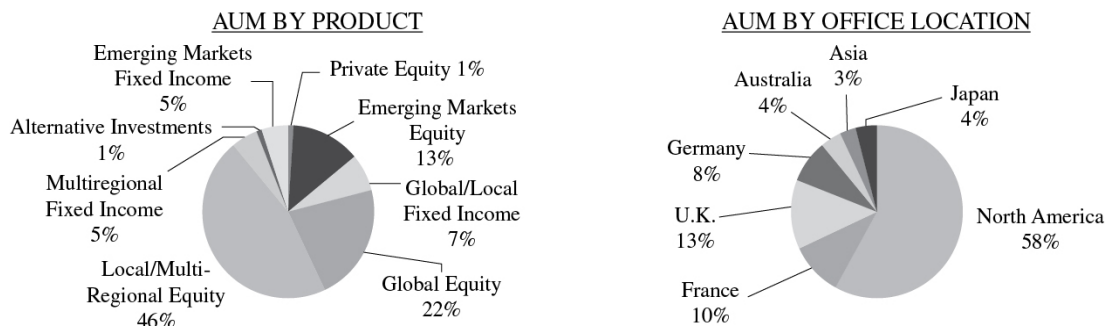 AUM BY PRODUCT
Emerging Markets
Fixed Income
5%
Private Equity 1%
Emerging Markets
Equity
13%
Alternative Investments
1%
Global/Local
Fixed Income
7%
Multiregional
Fixed Income
5%
Local/Multi-
Regional Equity
46%
Global Equity
22%
AUM BY OFFICE LOCATION
Asia
3%
Australia
4%
Japan
4%
Germany
8%
U.K.
13%
North America
58%
France
10%